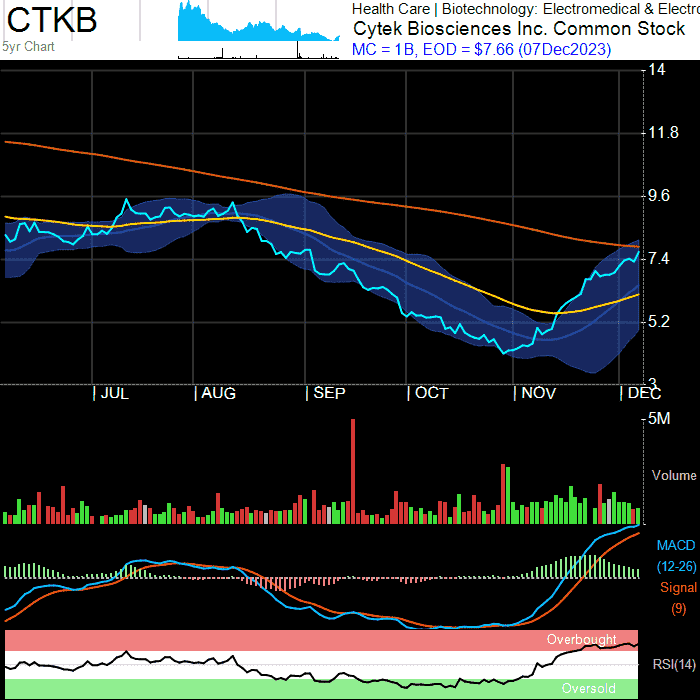 CTKB
5yr Chart
Health Care | Biotechnology: Electromedical & Electro
Cytek Biosciences Inc. Common Stock
MC = 1B, EOD = $7.66 (07Dec2023)
14
11.8
9.6
7.4
5.2
3
JUL
AUG
SEP
OCT
NOV
DEC
5M
Volume
MACD
(12-26)
Signal
(9)
Overbought
RSI(14)
Oversold